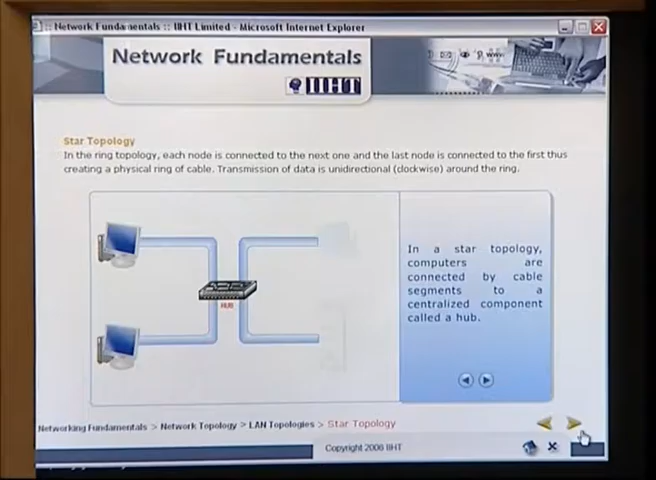 :: Network Fundamentals :: IIHT Limited - Microsoft Internet Explorer
Network Fundamentals
IIHT
Star Topology
In the ring topology, each node is connected to the next one and the last node is connected to the first thus
creating a physical ring of cable. Transmission of data is unidirectional (clockwise) around the ring.
In a star topology,
computers are
connected by cable
segments to a
centralized component
called a hub.
HUB
Networking Fundamentals > Network Topology > LAN Topologies > Star Topology
Copyright 2006 IIHT